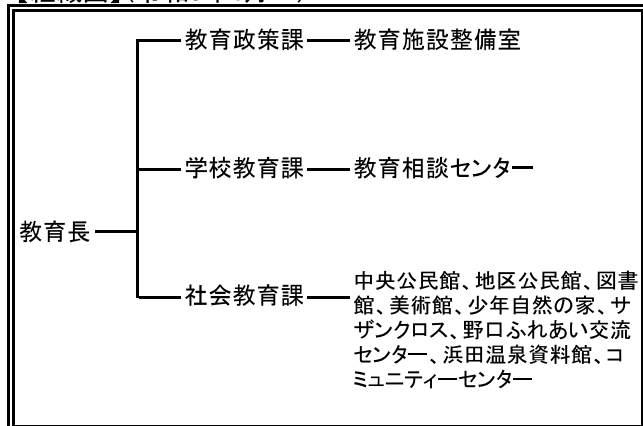 教育政策課 教育施設整備室
学校教育課 教育相談センター
教育長
社会教育課 中央公民館、地区公民館、図書
館、美術館、少年自然の家、サ
ザンクロス、野口ふれあい交流
センター、浜田温泉資料館、コ
ミュニティーセンター